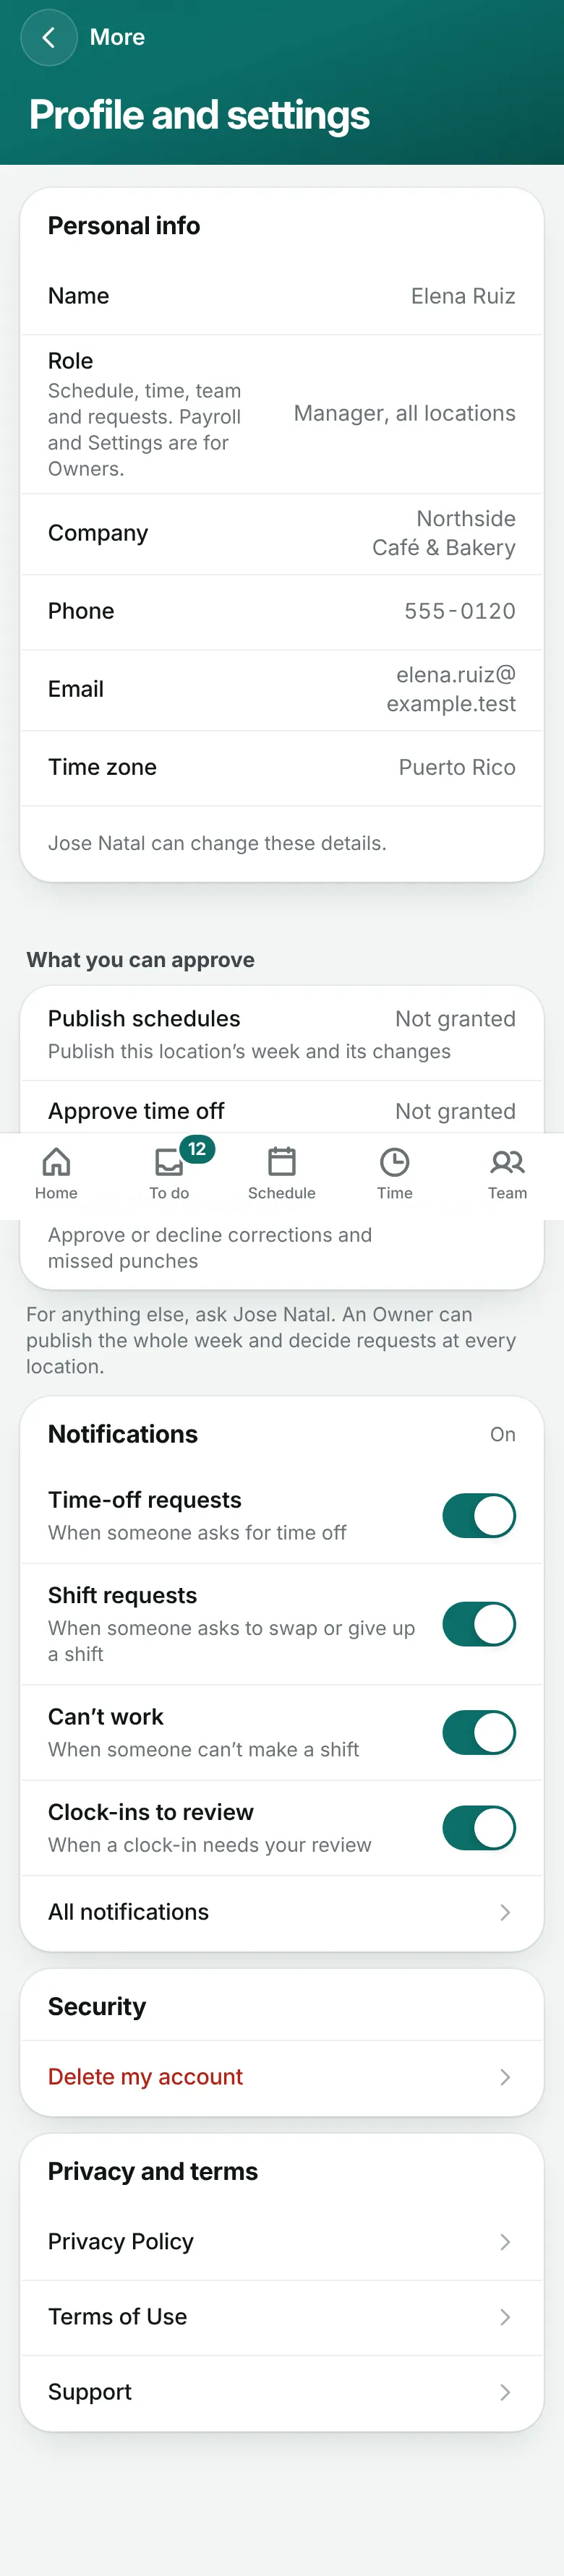 More
Profile and settings
Personal info
Name
Elena Ruiz
Role
Schedule, time, team
and requests. Payroll
and Settings are for
Owners.
Manager, all locations
Company
Northside
Café & Bakery
Phone
555-0120
Email
elena.ruiz@
example.test
Time zone
Puerto Rico
Jose Natal can change these details.
What you can approve
Publish schedules
Not granted
Publish this location’s week and its changes
Approve time off
Not granted
12
Home
To do
Schedule
Time
Team
Approve or decline corrections and
missed punches
For anything else, ask Jose Natal. An Owner can
publish the whole week and decide requests at every
location.
Notifications
On
Time-off requests
When someone asks for time off
Shift requests
When someone asks to swap or give up
a shift
Can’t work
When someone can’t make a shift
Clock-ins to review
When a clock-in needs your review
All notifications
Security
Delete my account
Privacy and terms
Privacy Policy
Terms of Use
Support